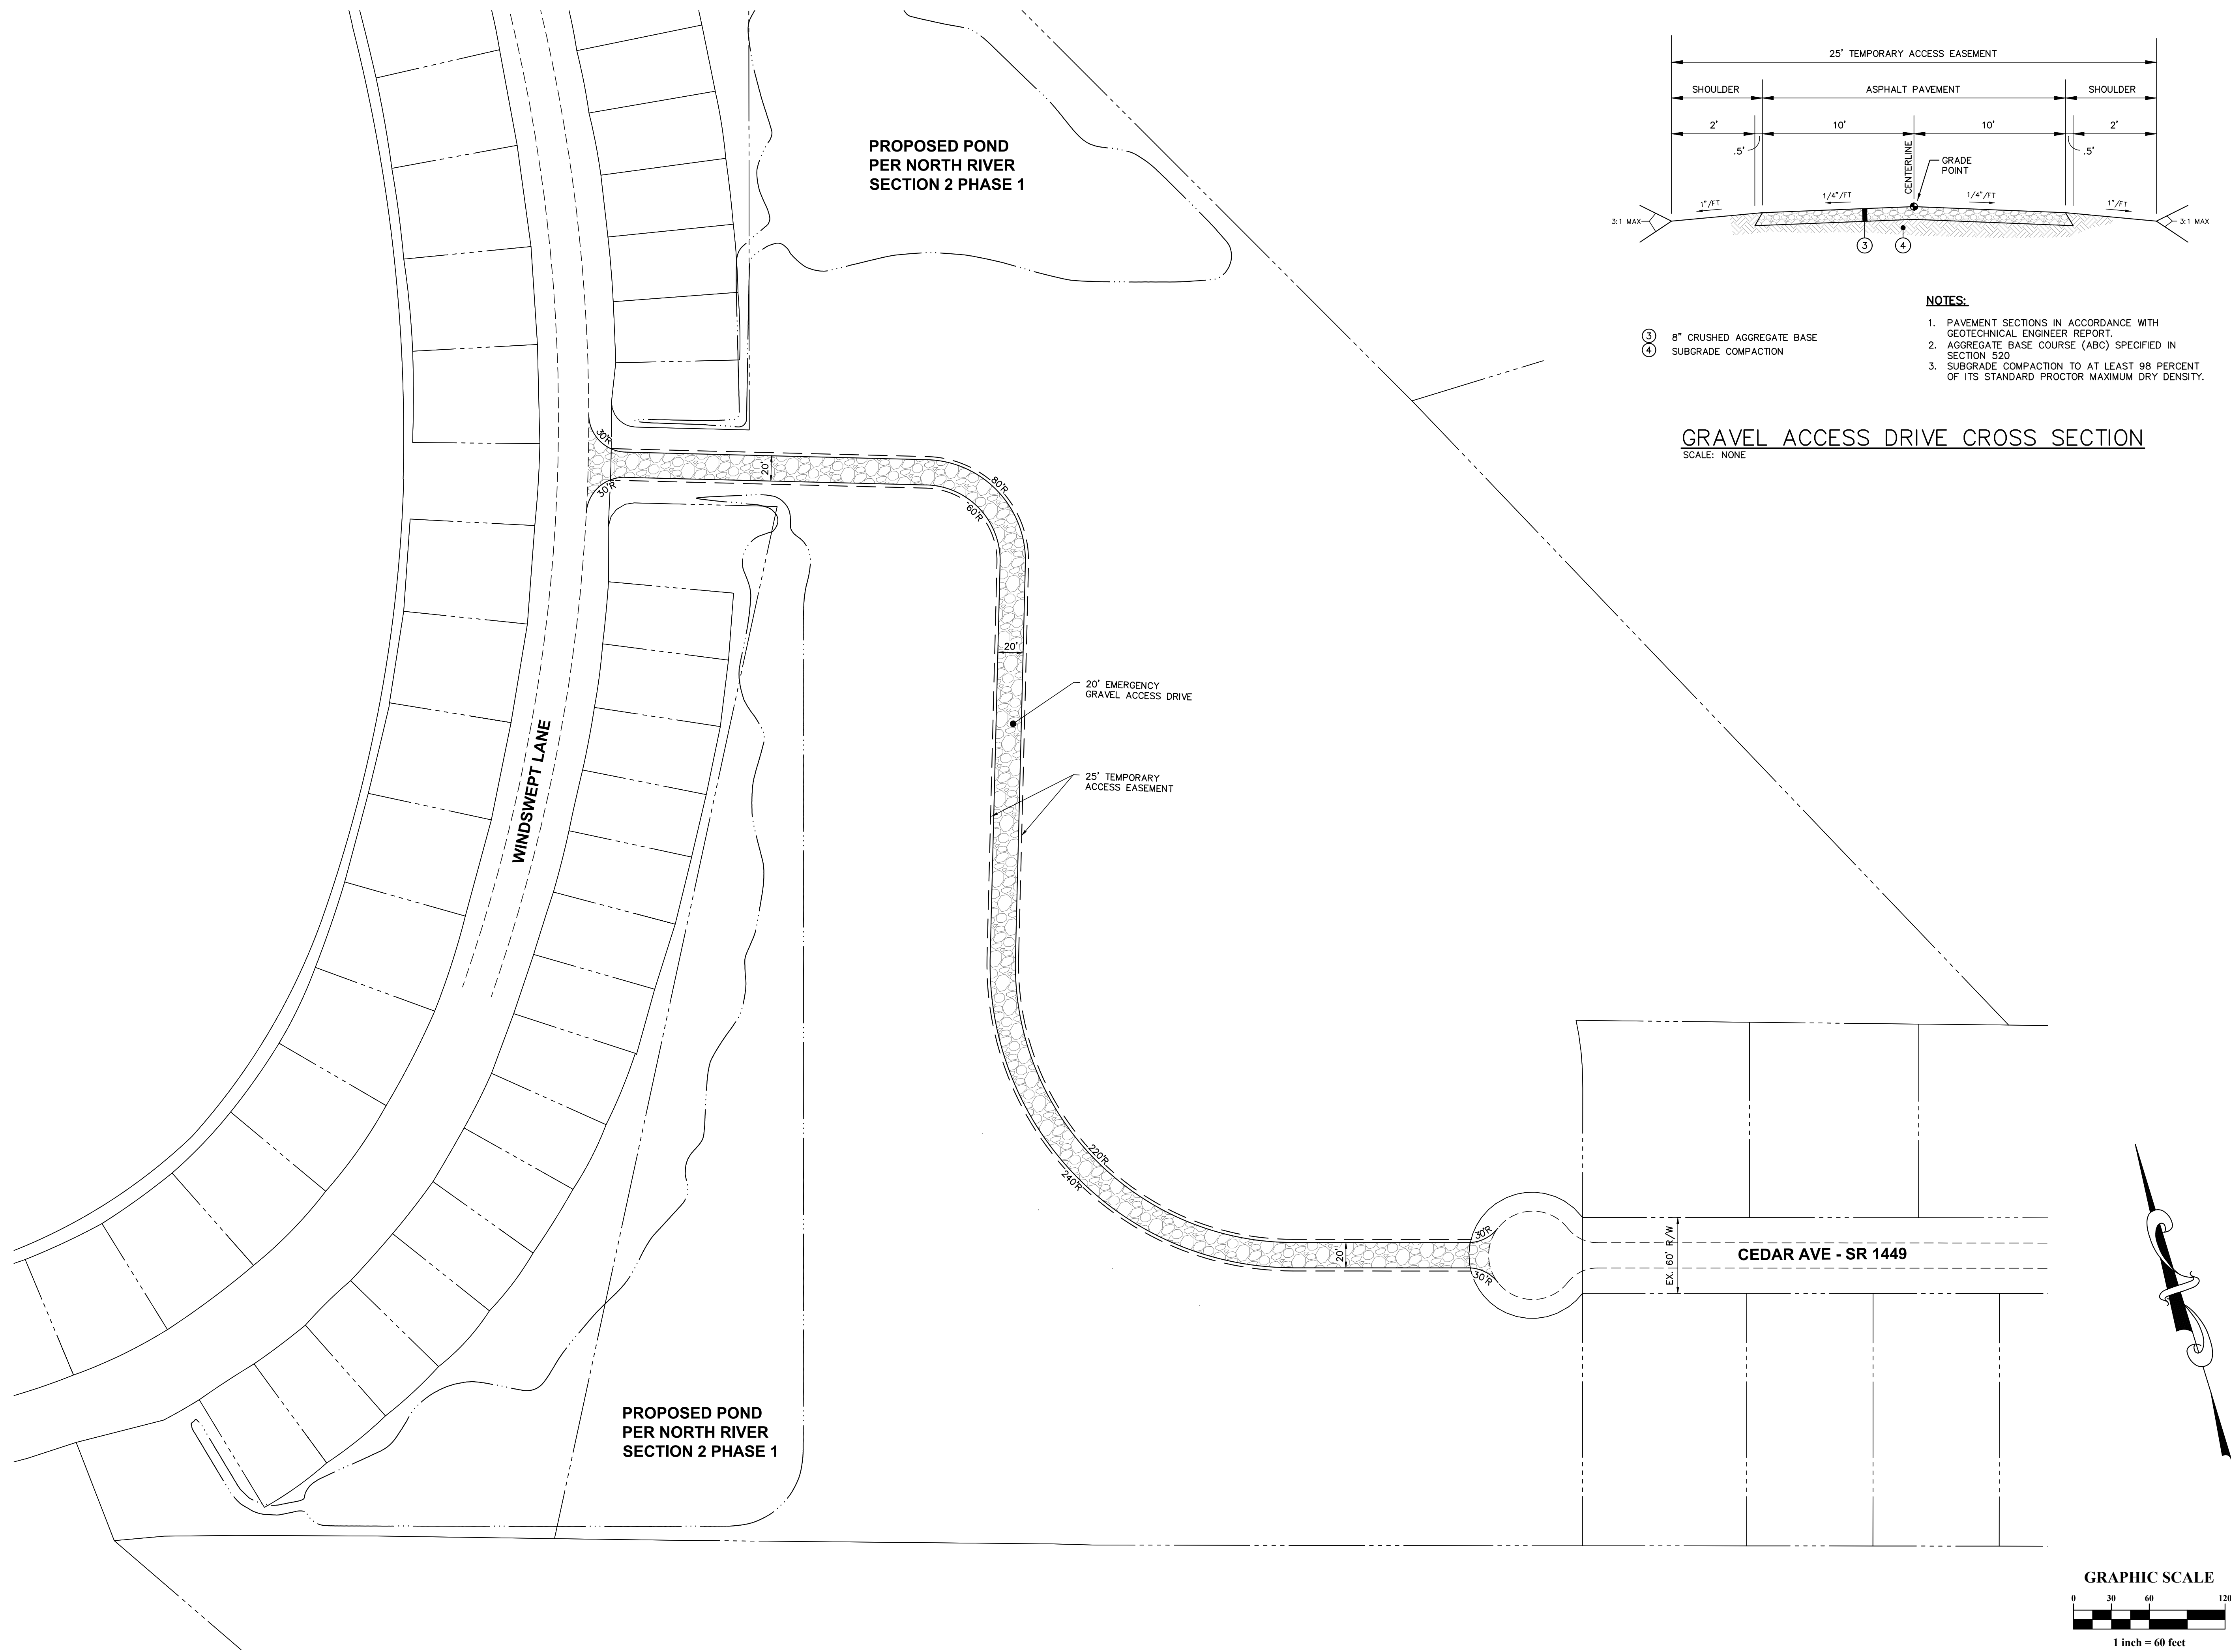 25' TEMPORARY ACCESS EASEMENT
SHOULDER
ASPHALT PAVEMENT
SHOULDER
2'
10'
10'
2'
.5'
.5'
CENTERLINE
GRADE
POINT
1"/FT
1/4"/FT
1/4"/FT
1"/FT
3:1 MAX
3:1 MAX
3
4
3 8" CRUSHED AGGREGATE BASE
4 SUBGRADE COMPACTION
NOTES:
1. PAVEMENT SECTIONS IN ACCORDANCE WITH
GEOTECHNICAL ENGINEER REPORT.
2. AGGREGATE BASE COURSE (ABC) SPECIFIED IN
SECTION 520
3. SUBGRADE COMPACTION TO AT LEAST 98 PERCENT
OF ITS STANDARD PROCTOR MAXIMUM DRY DENSITY.
GRAVEL ACCESS DRIVE CROSS SECTION
SCALE: NONE
PROPOSED POND
PER NORTH RIVER
SECTION 2 PHASE 1
30'R
30'R
20'
80'R
60'R
20'
20' EMERGENCY
GRAVEL ACCESS DRIVE
25' TEMPORARY
ACCESS EASEMENT
WINDSWEPT LANE
220'R
240'R
20'
30'R
30'R
EX. 60' R/W
CEDAR AVE - SR 1449
PROPOSED POND
PER NORTH RIVER
SECTION 2 PHASE 1
GRAPHIC SCALE
0 30 60 120
1 inch = 60 feet